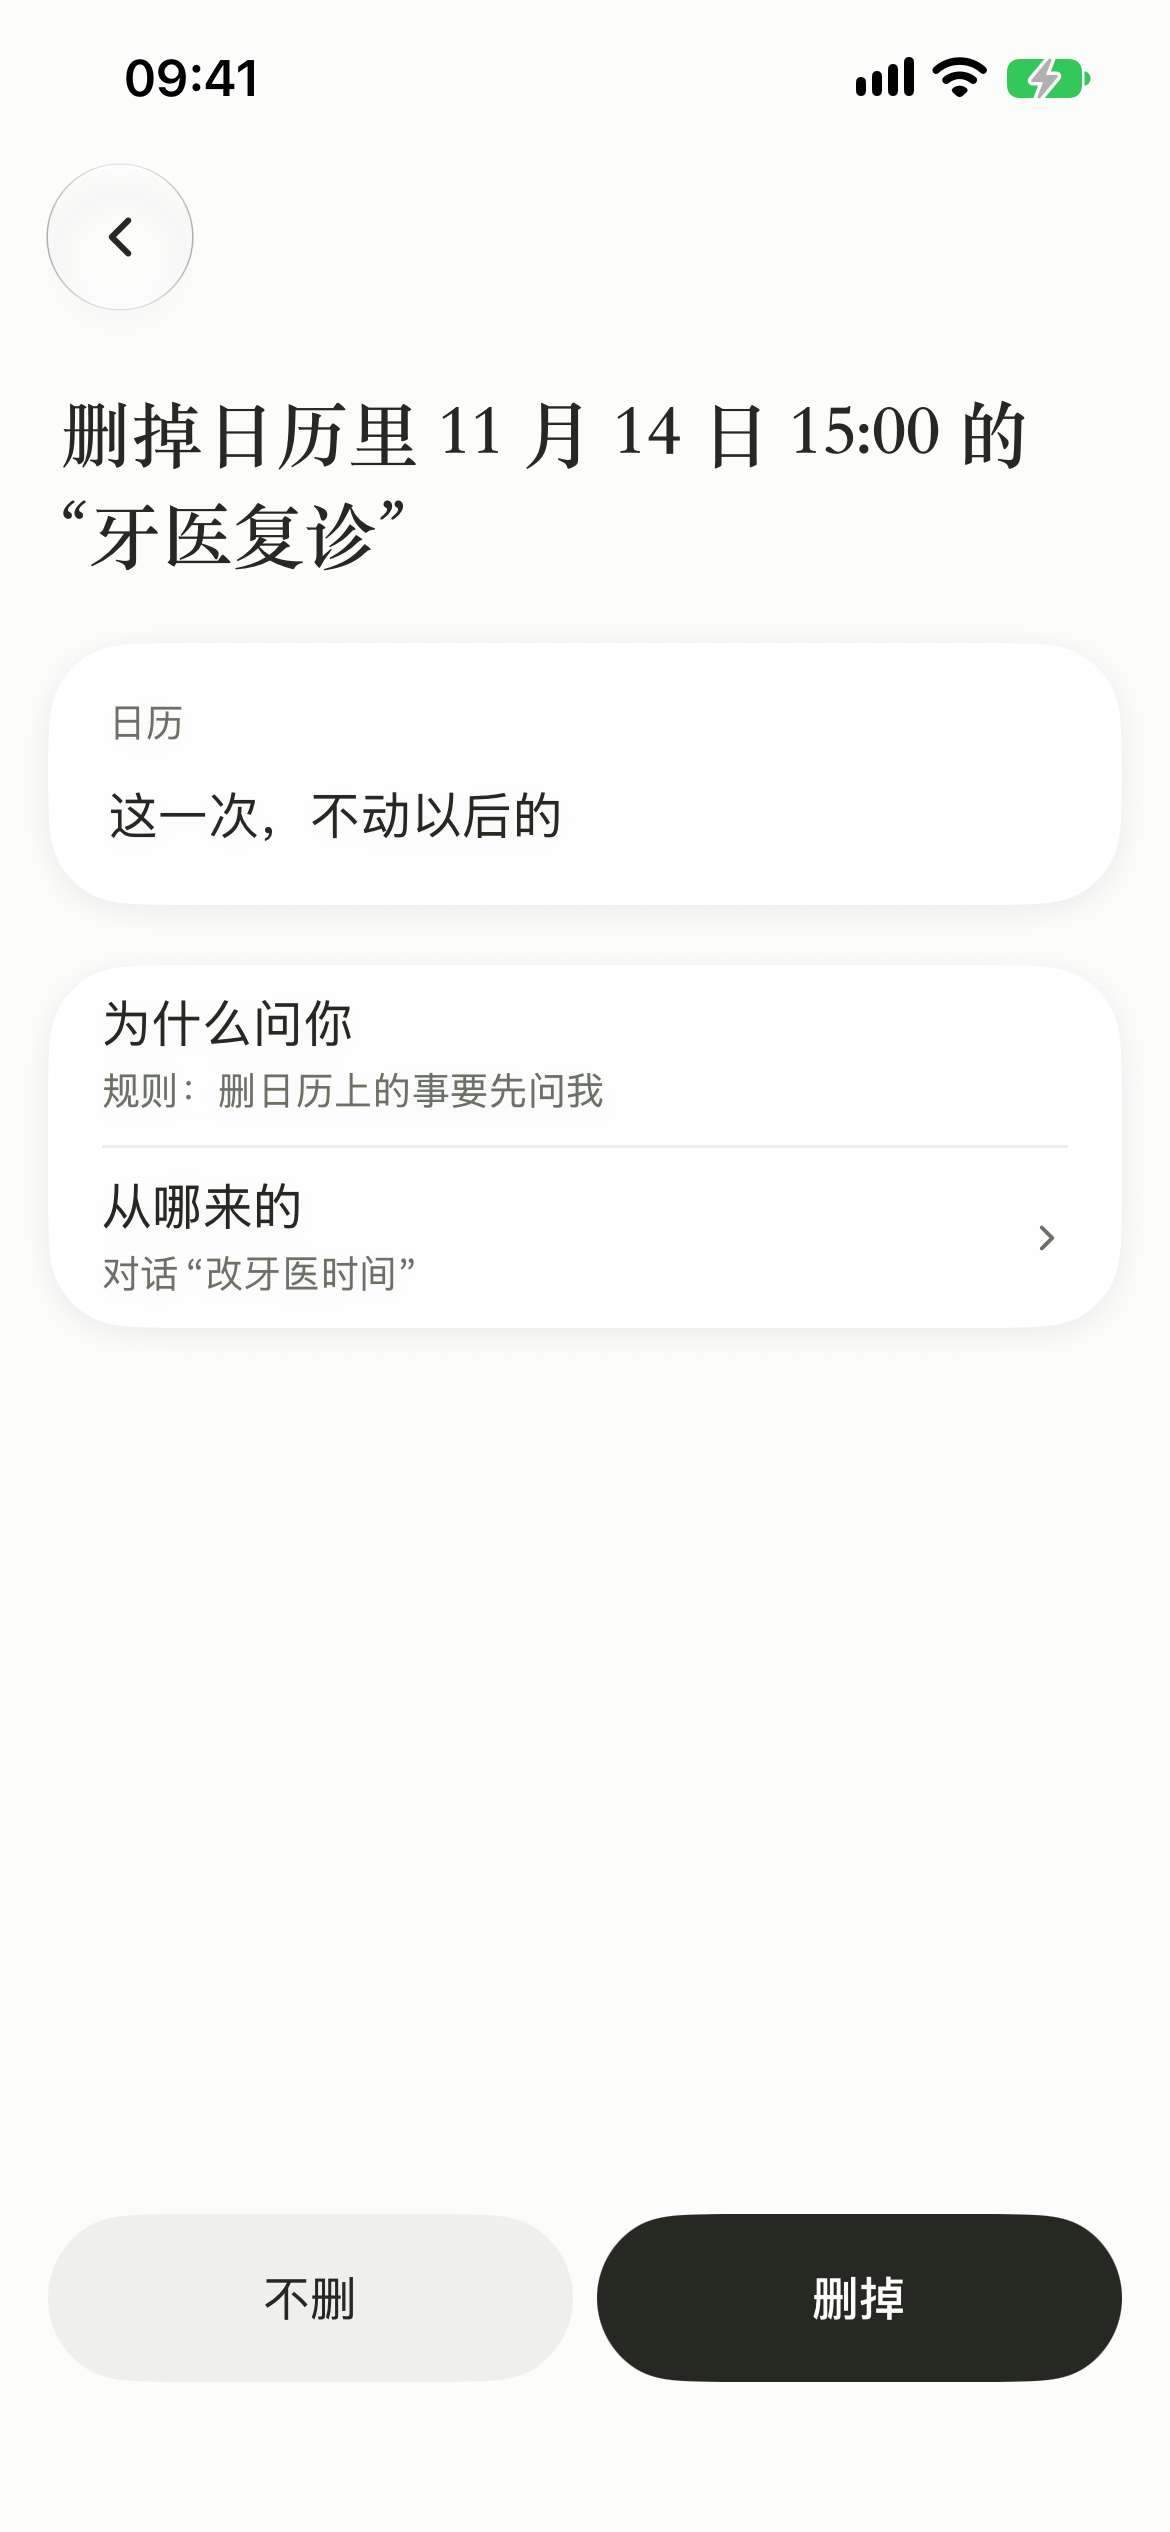 09:41
删掉日历里 11 月 14 日 15:00 的
“牙医复诊”
日历
这一次，不动以后的
为什么问你
规则：删日历上的事要先问我
从哪来的
对话 “改牙医时间”
不删
删掉